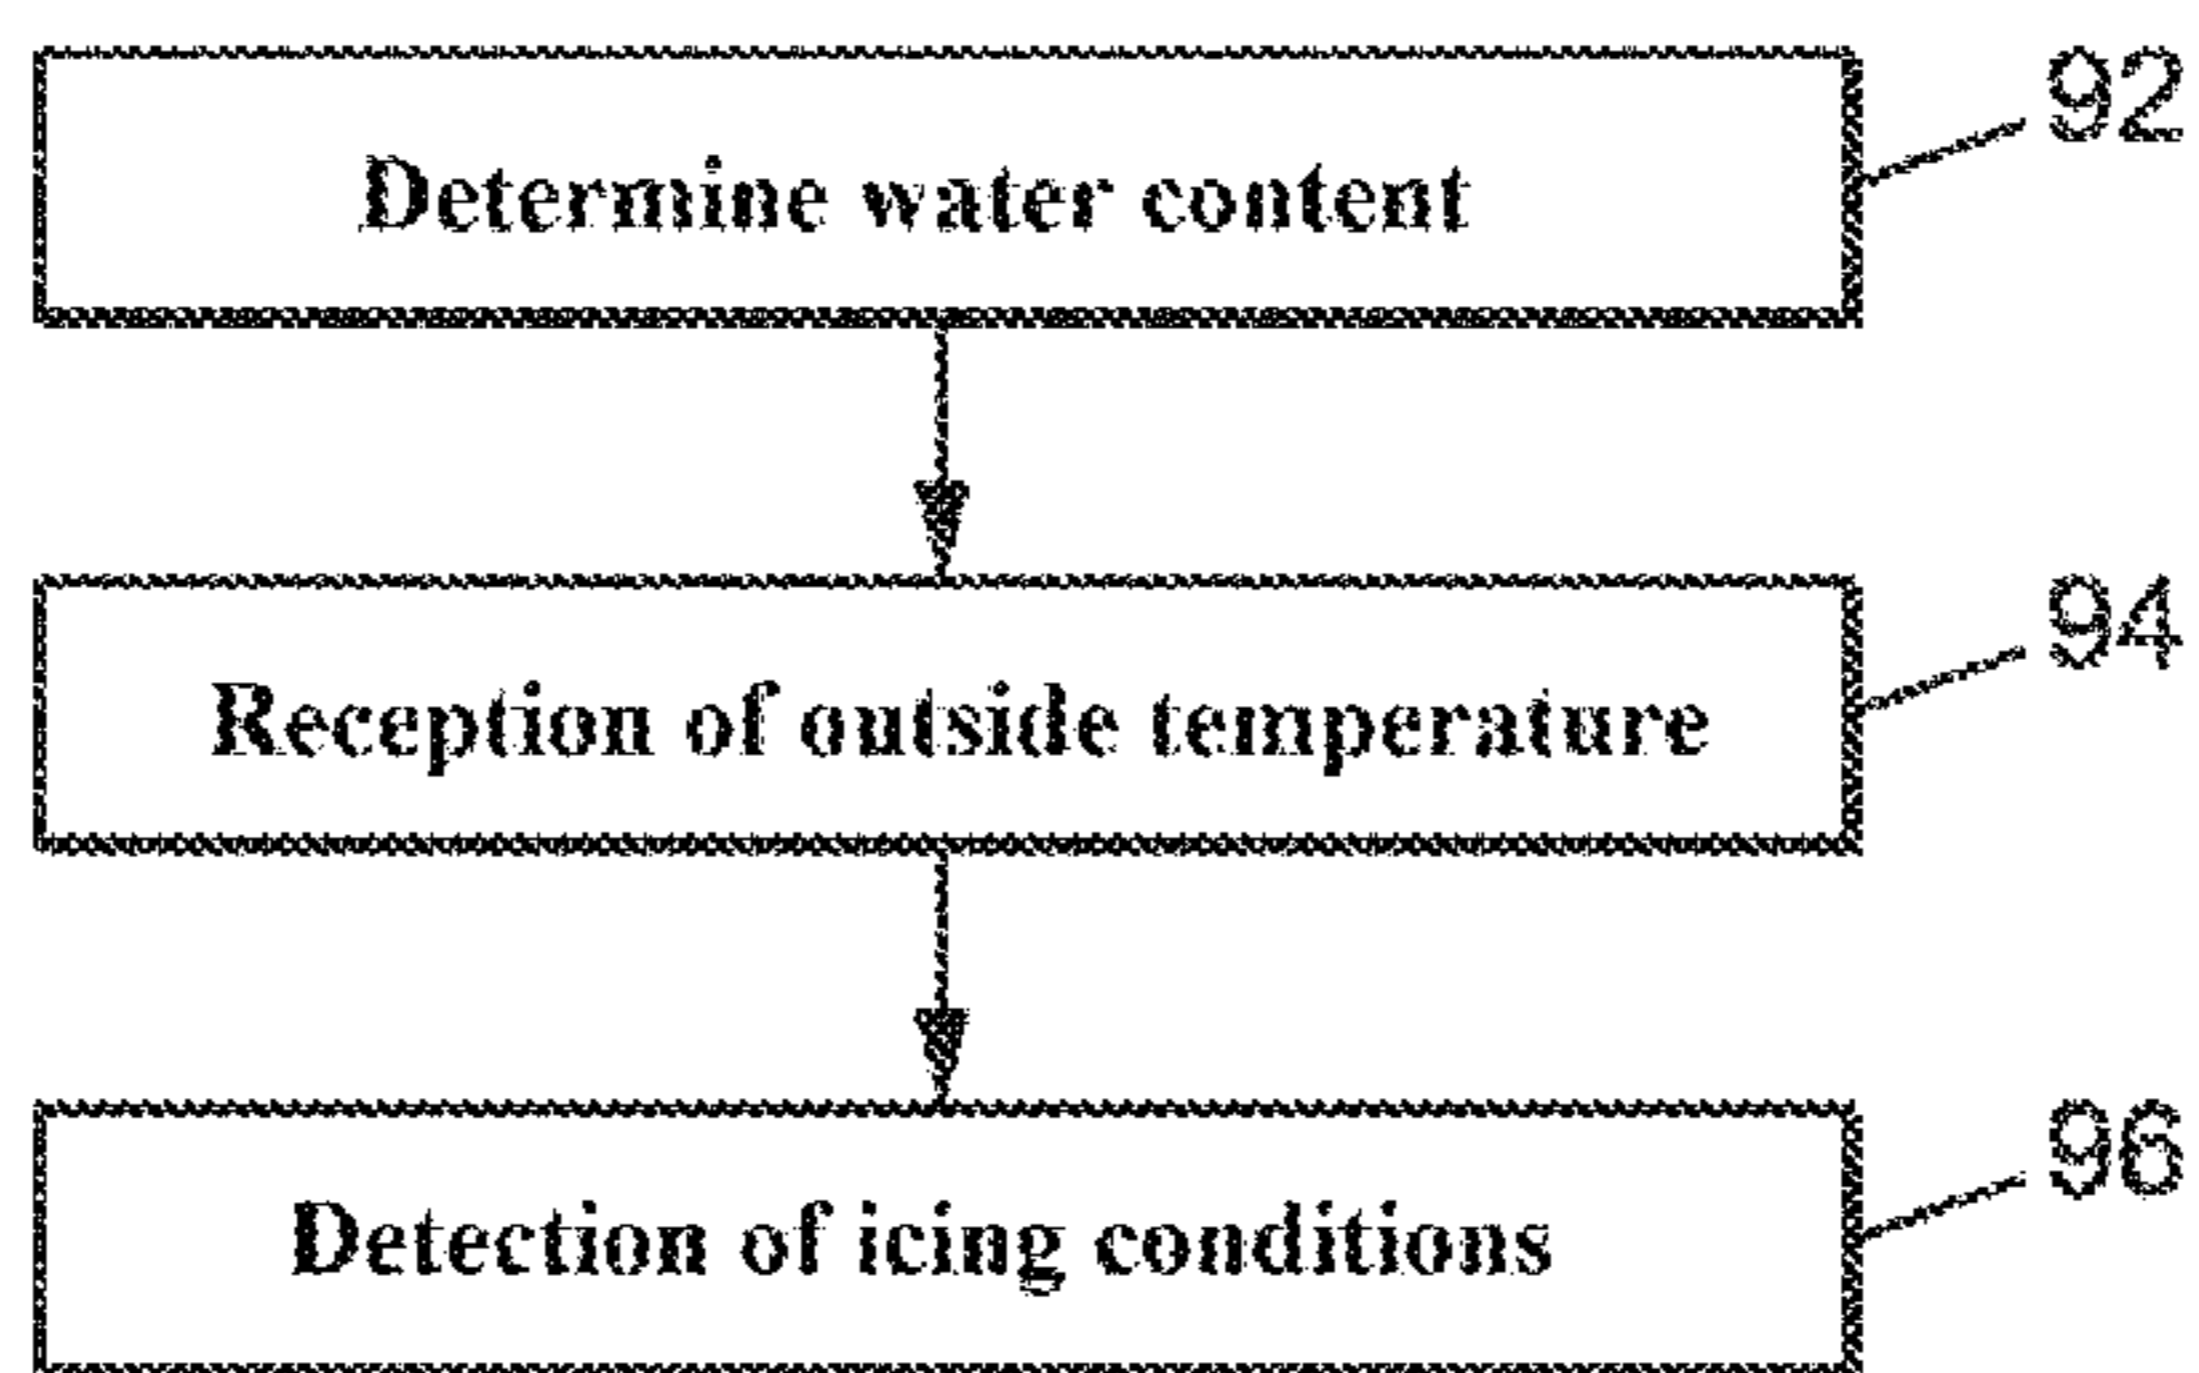 92
Determine water content
94
Reception of outside temperature
96
Detection of icing conditions